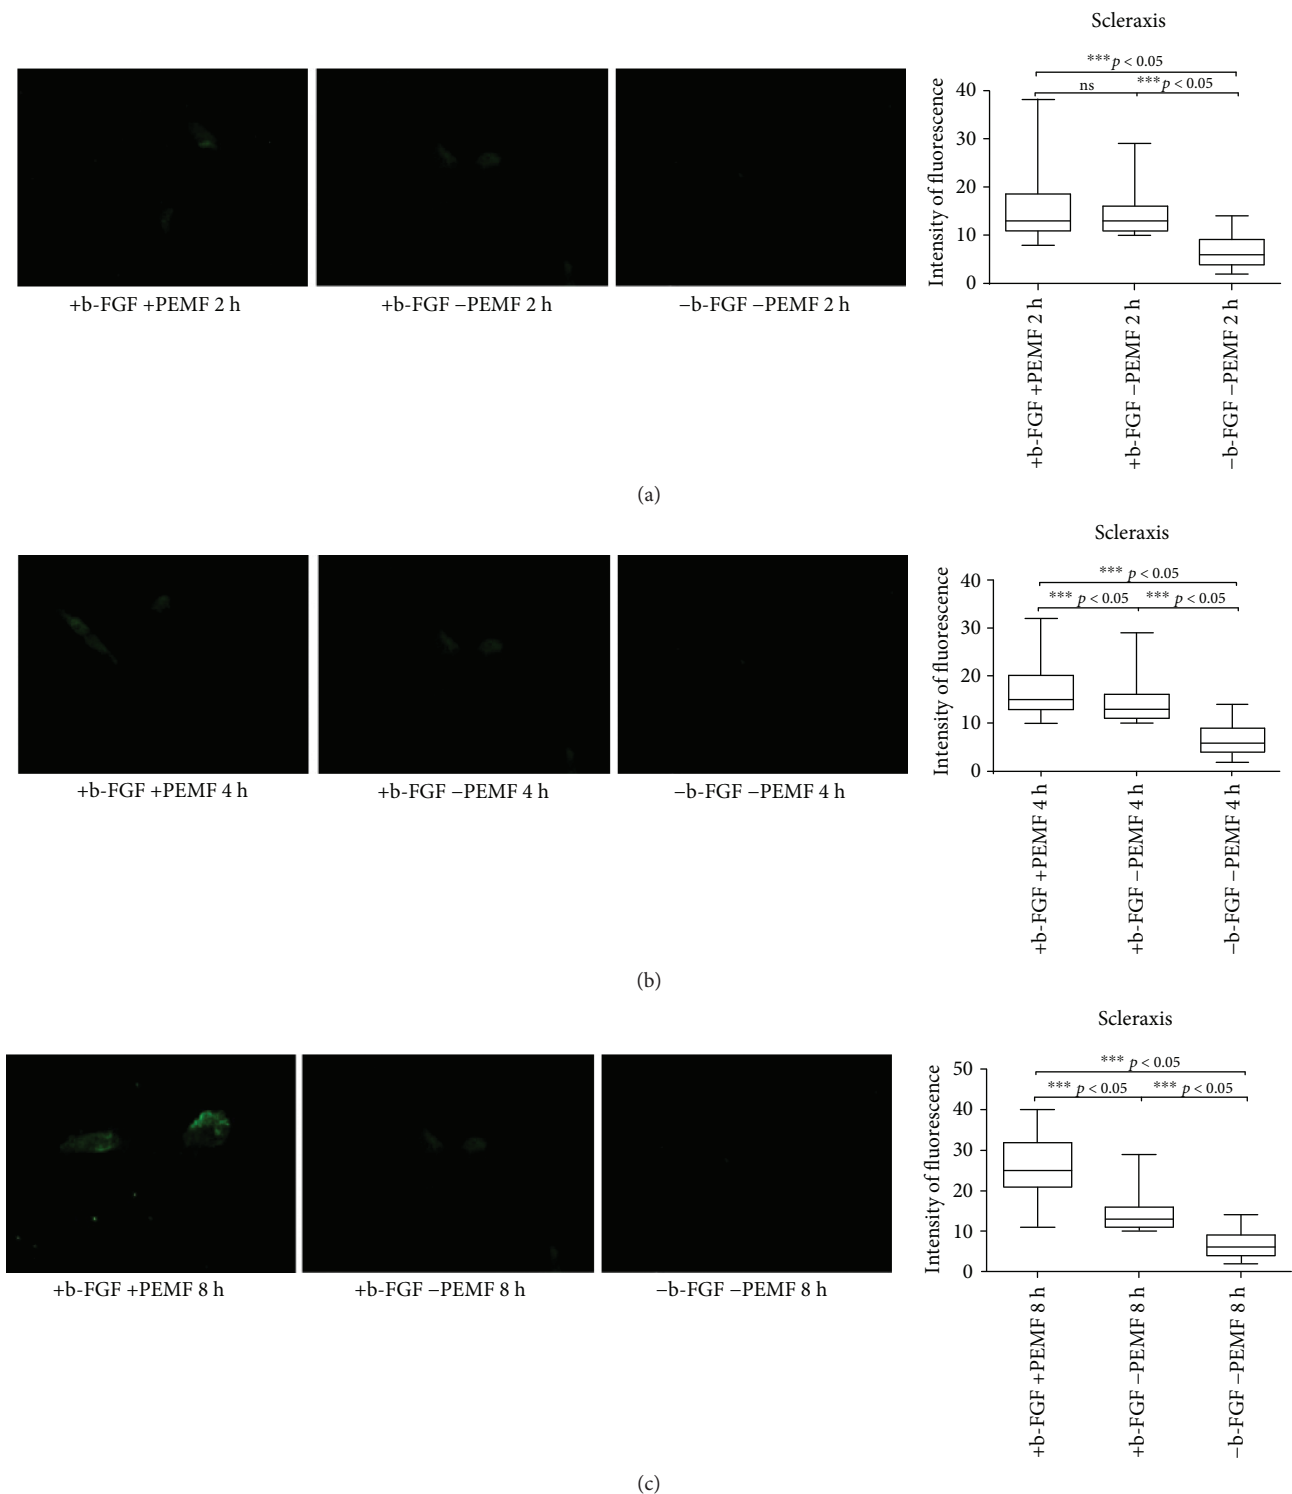 Scleraxis
***p < 0.05
ns
***p < 0.05
Intensity of fluorescence
40
30
20
10
0
+b-FGF +PEMF 2 h
+b-FGF −PEMF 2 h
−b-FGF −PEMF 2 h
+b-FGF +PEMF 2 h
+b-FGF −PEMF 2 h
−b-FGF −PEMF 2 h
(a)
Scleraxis
*** p < 0.05
*** p < 0.05
*** p < 0.05
Intensity of fluorescence
40
30
20
10
0
+b-FGF +PEMF 4 h
+b-FGF −PEMF 4 h
−b-FGF −PEMF 4 h
+b-FGF +PEMF 4 h
+b-FGF −PEMF 4 h
−b-FGF −PEMF 4 h
(b)
Scleraxis
*** p < 0.05
*** p < 0.05
*** p < 0.05
Intensity of fluorescence
50
40
30
20
10
0
+b-FGF +PEMF 8 h
+b-FGF −PEMF 8 h
−b-FGF −PEMF 8 h
+b-FGF +PEMF 8 h
+b-FGF −PEMF 8 h
−b-FGF −PEMF 8 h
(c)